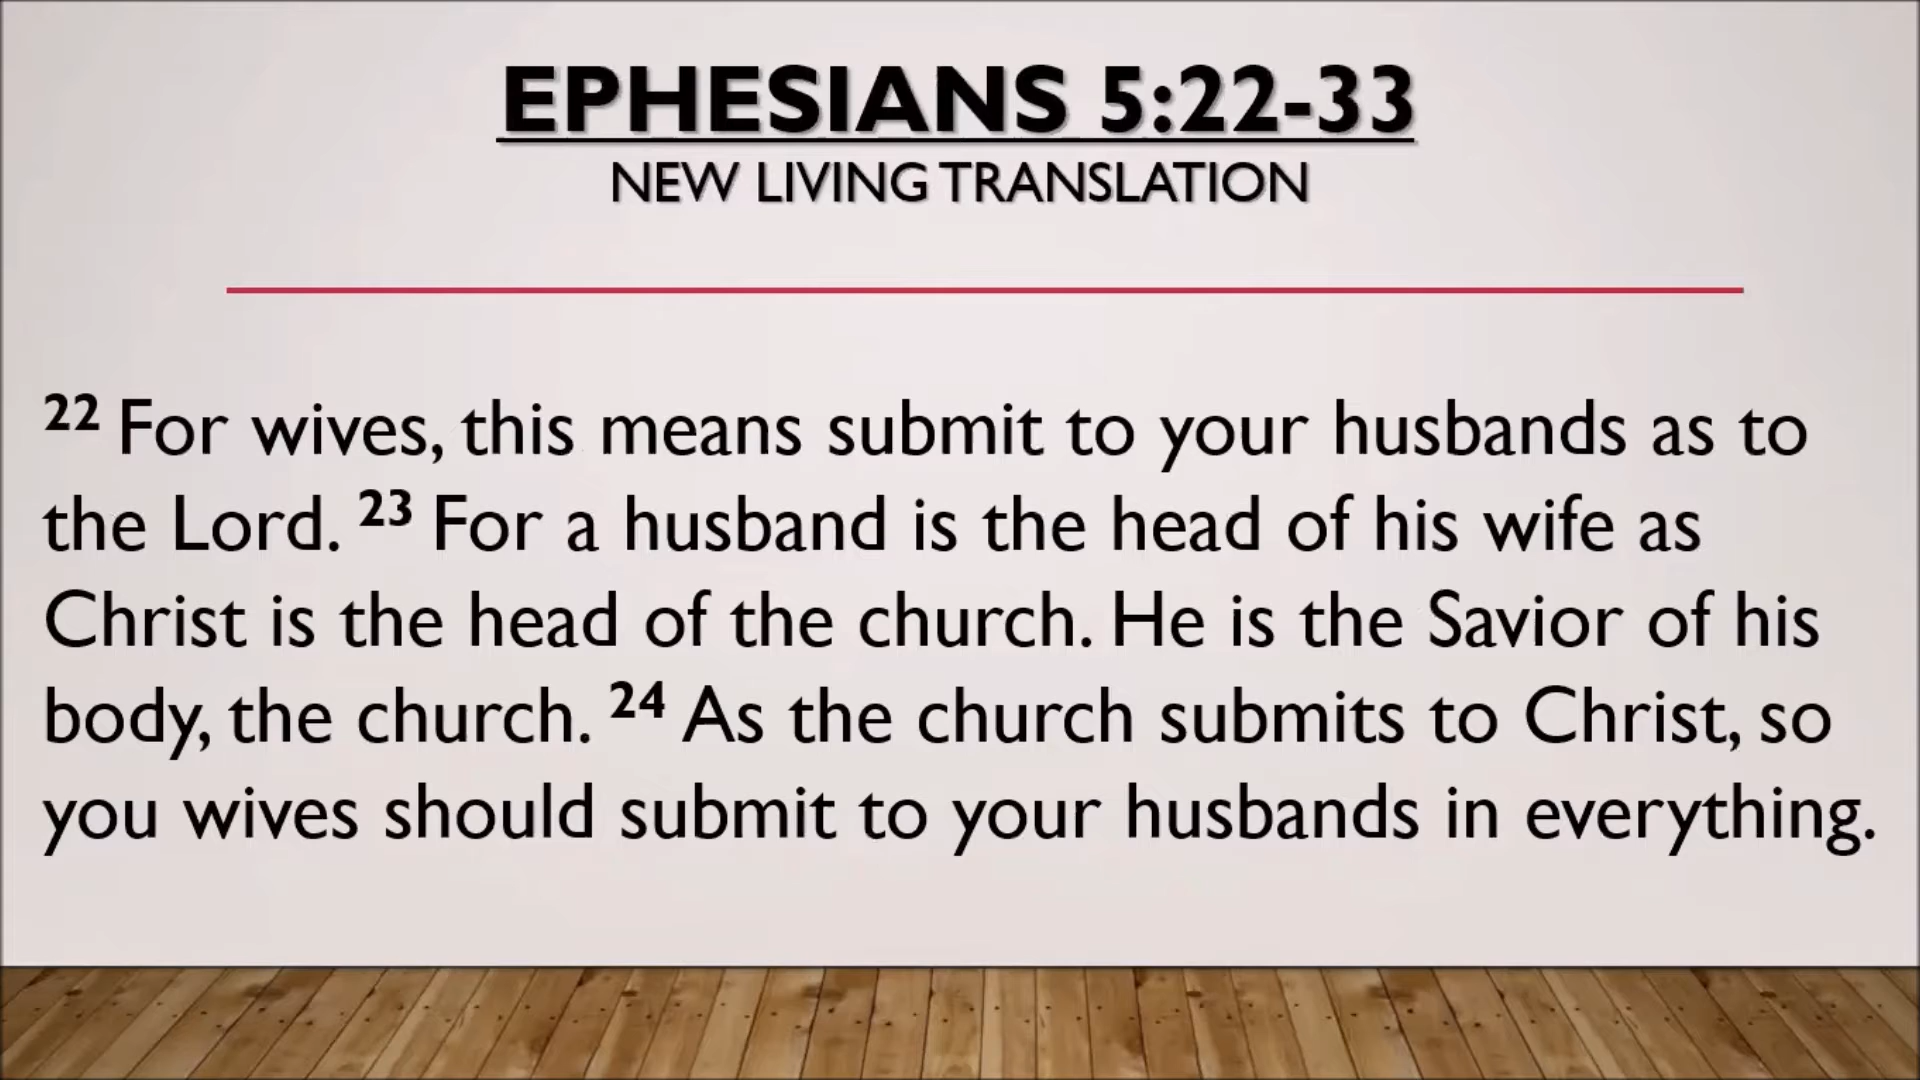 EPHESIANS 5:22-33
NEW LIVING TRANSLATION
22 For wives, this means submit to your husbands as to
the Lord. 23 For a husband is the head of his wife as
Christ is the head of the church. He is the Savior of his
body, the church. 24 As the church submits to Christ, so
you wives should submit to your husbands in everything.